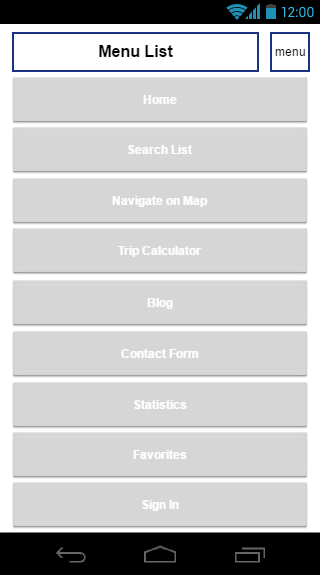 12:00
Menu List
menu
Home
Search List
Navigate on Map
Trip Calculator
Blog
Contact Form
Statistics
Favorites
Sign In